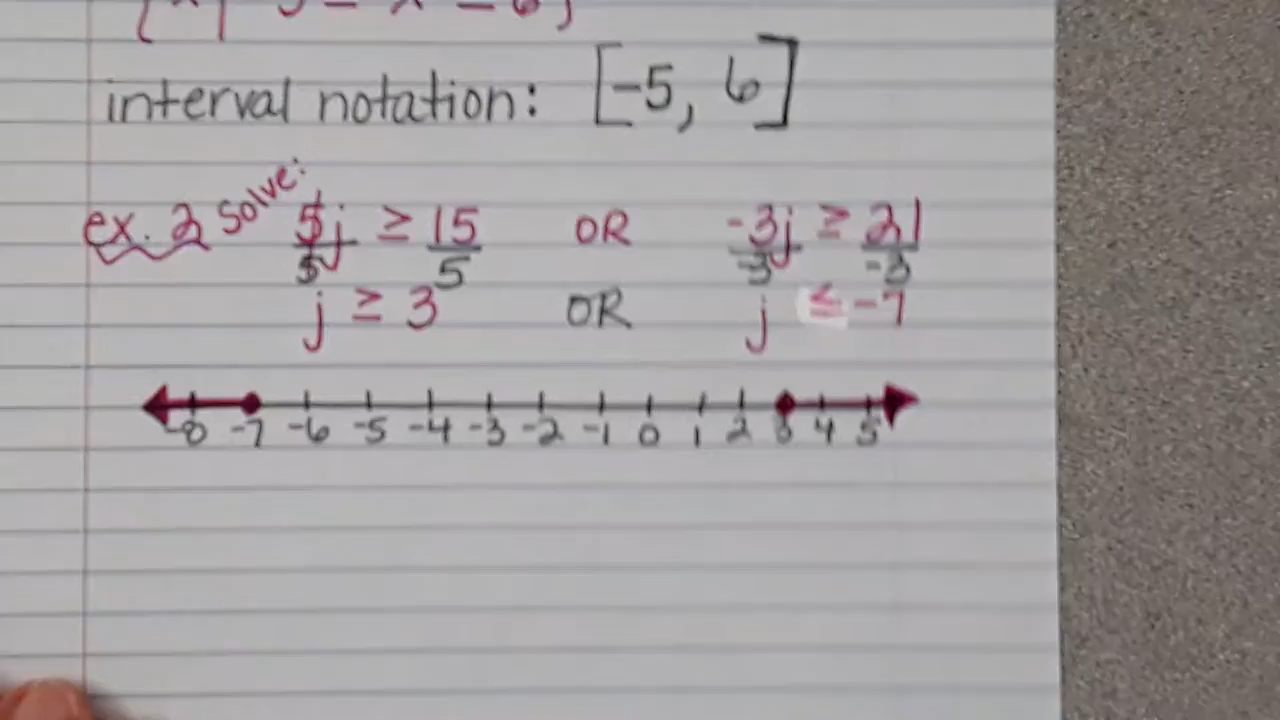 interval notation: [-5, 6]
ex. 2 Solve: 5j ≥ 15 OR -3j ≥ 21
5 5 -3 -3
j ≥ 3 OR j ≤ -7
-8 -7 -6 -5 -4 -3 -2 -1 0 1 2 3 4 5